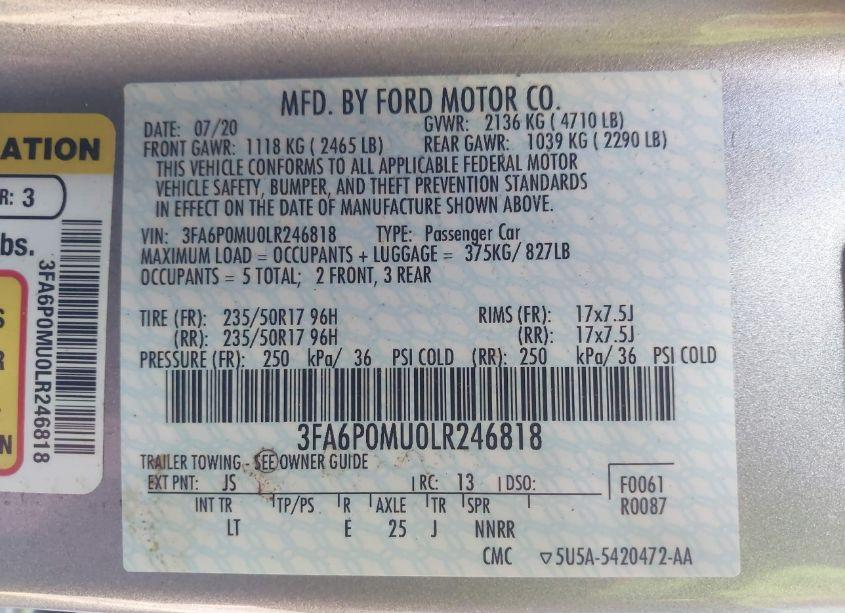 MFD. BY FORD MOTOR CO.
DATE: 07/20 GVWR: 2136 KG ( 4710 LB)
FRONT GAWR: 1118 KG ( 2465 LB) REAR GAWR: 1039 KG ( 2290 LB)
THIS VEHICLE CONFORMS TO ALL APPLICABLE FEDERAL MOTOR
VEHICLE SAFETY, BUMPER, AND THEFT PREVENTION STANDARDS
IN EFFECT ON THE DATE OF MANUFACTURE SHOWN ABOVE.
VIN: 3FA6P0MU0LR246818 TYPE: Passenger Car
MAXIMUM LOAD = OCCUPANTS + LUGGAGE = 375KG/ 827LB
OCCUPANTS = 5 TOTAL; 2 FRONT, 3 REAR
TIRE (FR): 235/50R17 96H RIMS (FR): 17x7.5J
(RR): 235/50R17 96H (RR): 17x7.5J
PRESSURE (FR): 250 kPa/ 36 PSI COLD (RR): 250 kPa/ 36 PSI COLD
3FA6P0MU0LR246818
TRAILER TOWING - SEE OWNER GUIDE
EXT PNT: JS RC: 13 DSO: F0061
R0087
INT TR TP/PS R AXLE TR SPR
LT E 25 J NNRR
CMC ▽5U5A-5420472-AA
ATION
R: 3
bs.
S
R
N
3FA6P0MU0LR246818